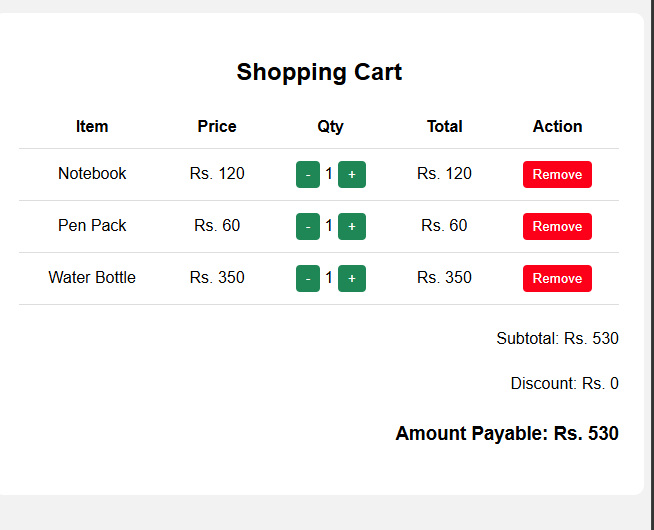 Shopping Cart
Item Price Qty Total Action
Notebook Rs. 120 - 1 + Rs. 120 Remove
Pen Pack Rs. 60 - 1 + Rs. 60 Remove
Water Bottle Rs. 350 - 1 + Rs. 350 Remove
Subtotal: Rs. 530
Discount: Rs. 0
Amount Payable: Rs. 530